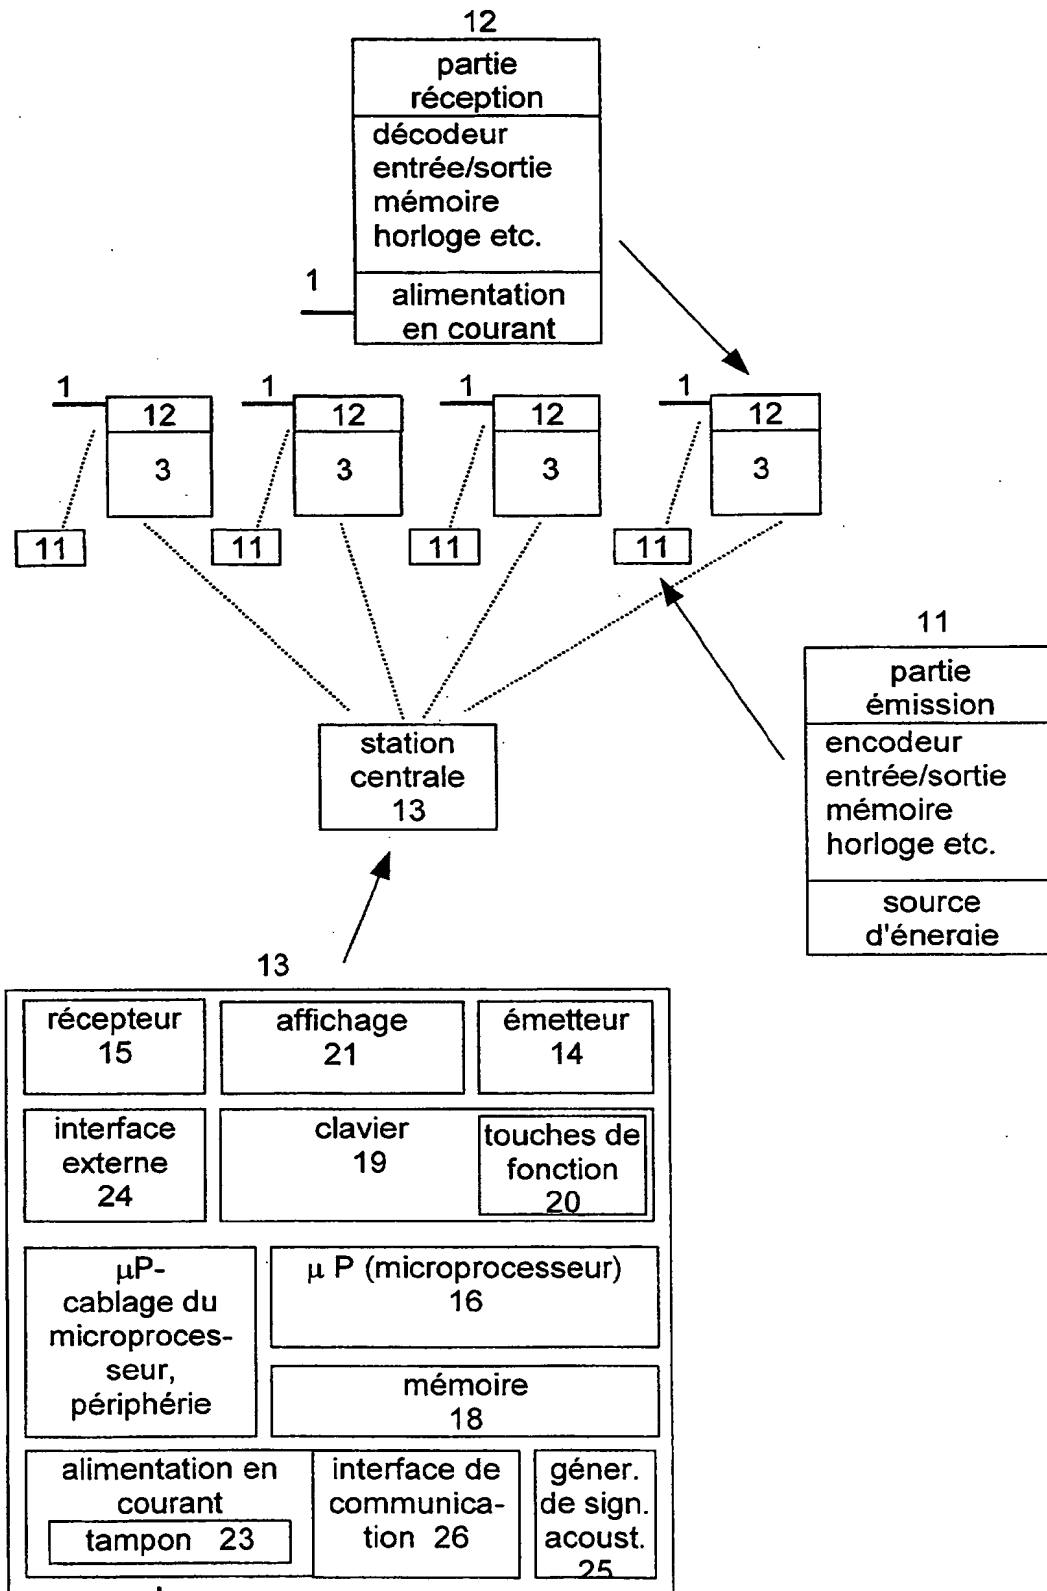 12
partie
réception
décodeur
entrée/sortie
mémoire
horloge etc.
1
alimentation
en courant
1
12
3
11
1
12
3
11
1
12
3
11
1
12
3
11
11
partie
émission
encodeur
entrée/sortie
mémoire
horloge etc.
source
d'énergie
station
centrale
13
13
récepteur
15
affichage
21
émetteur
14
interface
externe
24
clavier
19
touches de
fonction
20
µP-
cablage du
microproces-
seur,
périphérie
µ P (microprocesseur)
16
mémoire
18
alimentation en
courant
tampon 23
interface de
communica-
tion 26
géner.
de sign.
acoust.
25